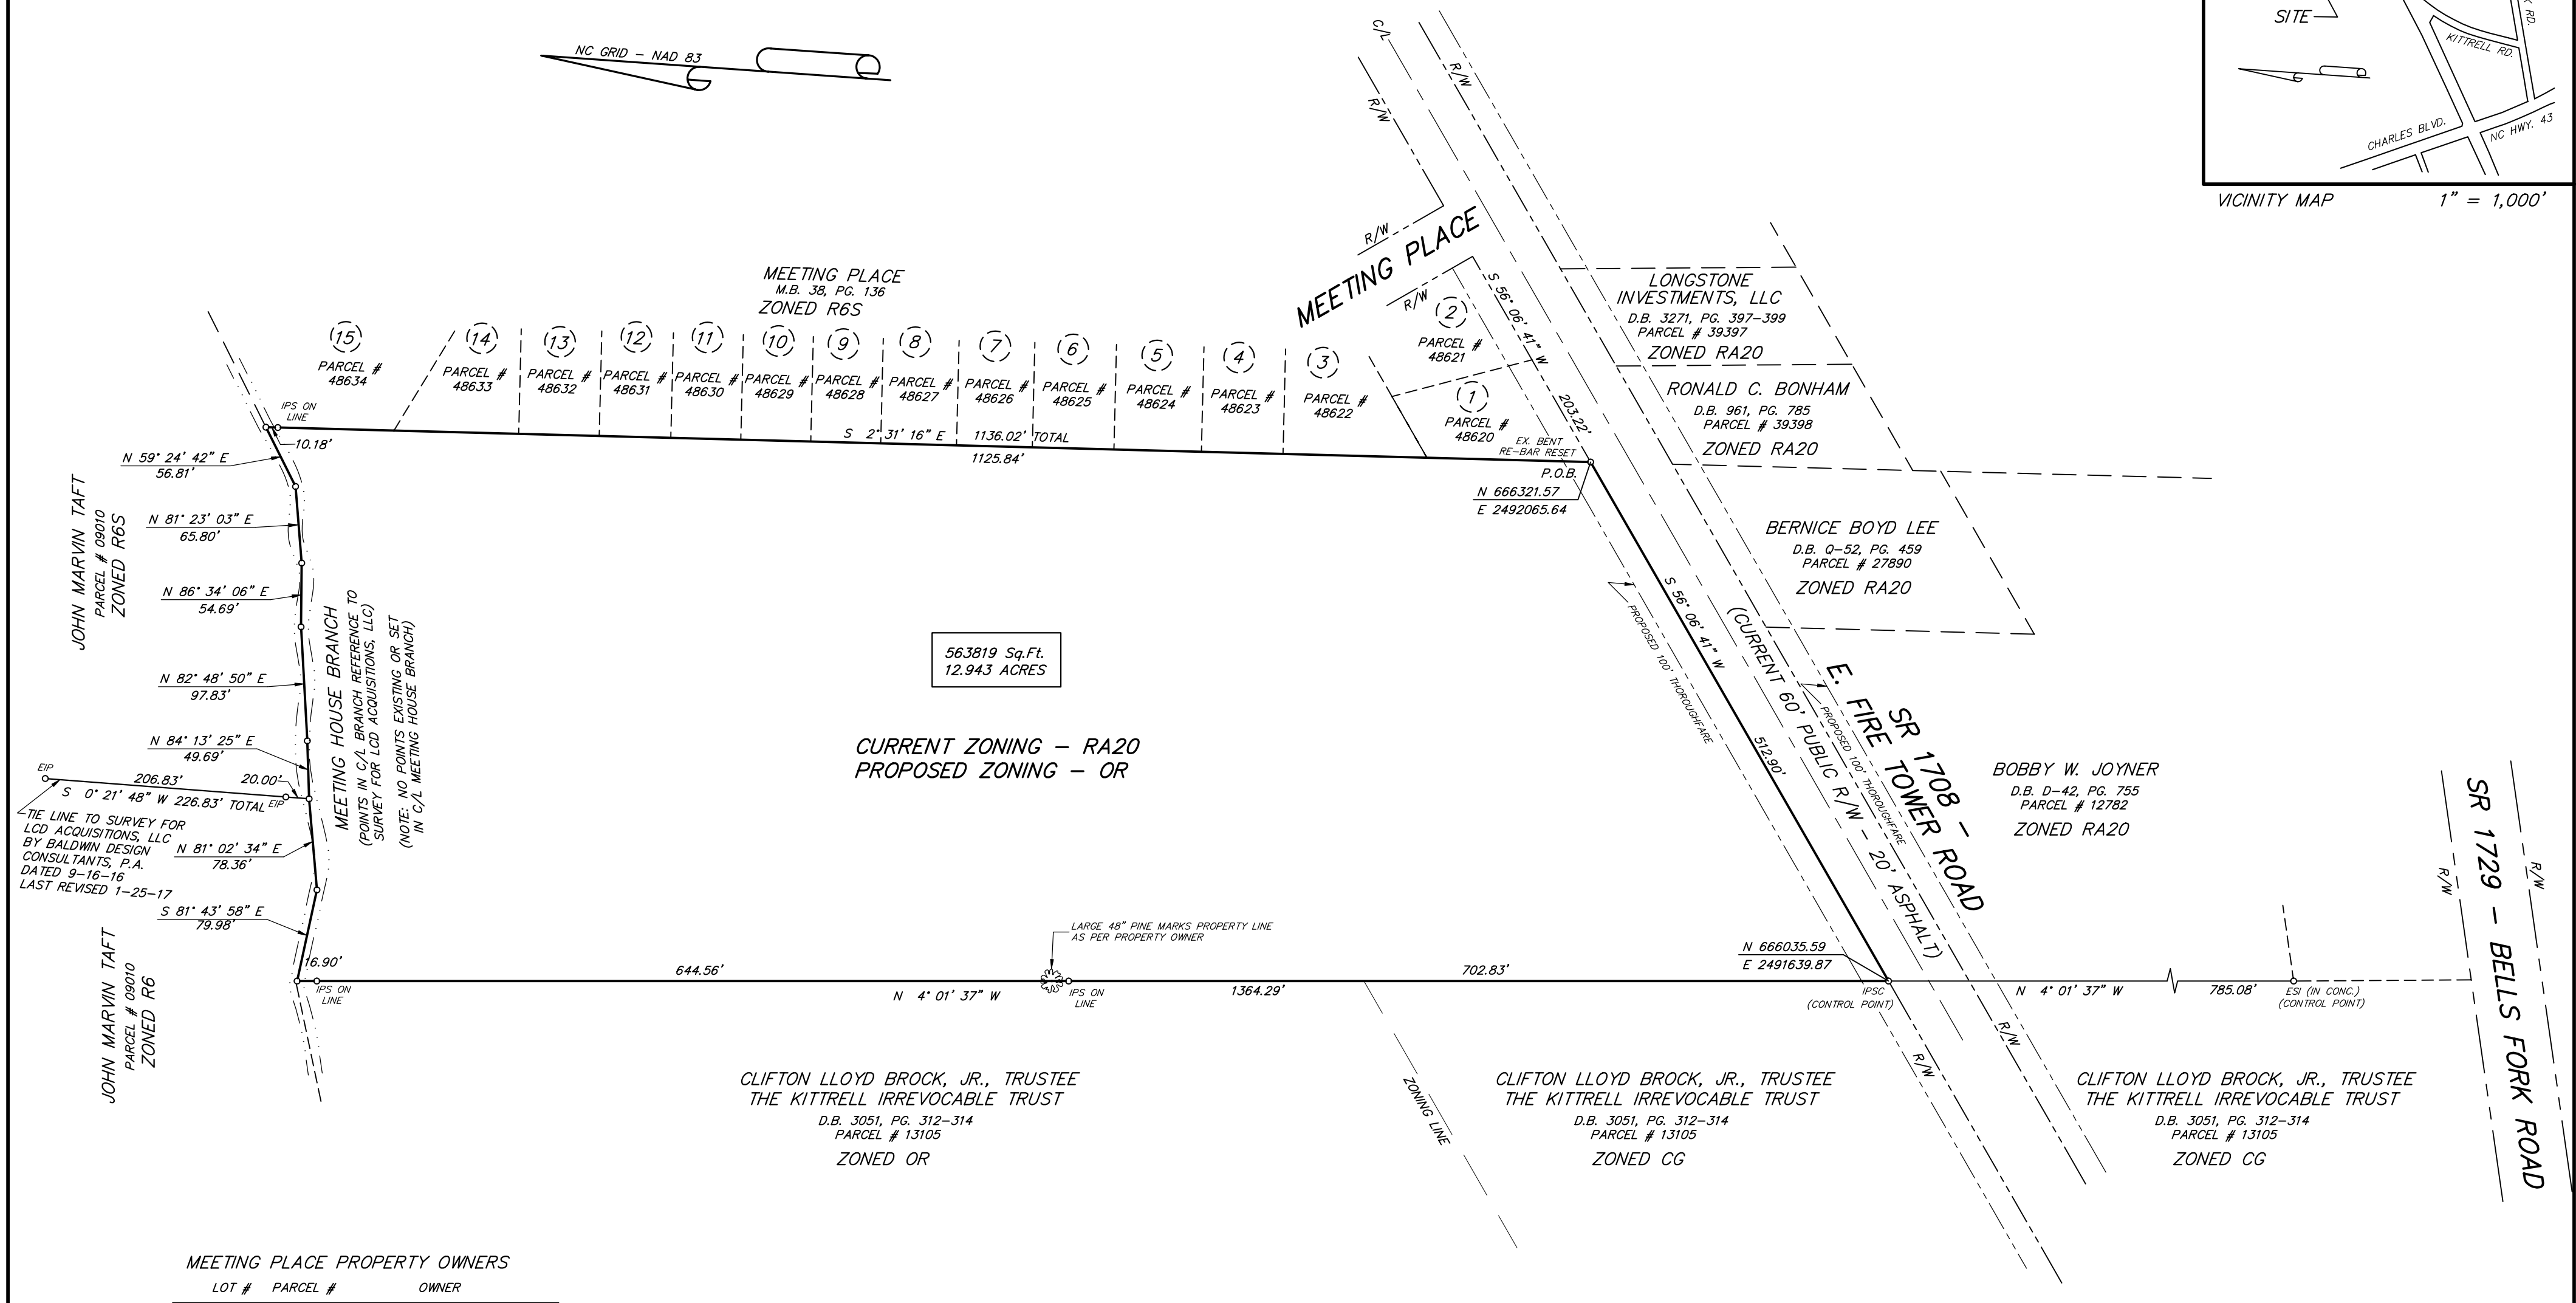 NC GRID – NAD 83
SITE
KITTRELL RD.
K RD.
CHARLES BLVD.
NC HWY. 43
VICINITY MAP
1" = 1,000'
C/L
R/W
R/W
R/W
MEETING PLACE
R/W
MEETING PLACE
M.B. 38, PG. 136
ZONED R6S
15
PARCEL #
48634
14
PARCEL #
48633
13
PARCEL #
48632
12
PARCEL #
48631
11
PARCEL #
48630
10
PARCEL #
48629
9
PARCEL #
48628
8
PARCEL #
48627
7
PARCEL #
48626
6
PARCEL #
48625
5
PARCEL #
48624
4
PARCEL #
48623
3
PARCEL #
48622
2
PARCEL #
48621
1
PARCEL #
48620
S 56° 06' 41" W
203.22'
LONGSTONE
INVESTMENTS, LLC
D.B. 3271, PG. 397–399
PARCEL # 39397
ZONED RA20
RONALD C. BONHAM
D.B. 961, PG. 785
PARCEL # 39398
ZONED RA20
BERNICE BOYD LEE
D.B. Q–52, PG. 459
PARCEL # 27890
ZONED RA20
IPS ON
LINE
10.18'
S 2° 31' 16" E 1136.02' TOTAL
1125.84'
EX. BENT
RE–BAR RESET
P.O.B.
N 666321.57
E 2492065.64
N 59° 24' 42" E
56.81'
N 81° 23' 03" E
65.80'
N 86° 34' 06" E
54.69'
N 82° 48' 50" E
97.83'
N 84° 13' 25" E
49.69'
EIP
206.83'
20.00'
S 0° 21' 48" W 226.83' TOTAL
EIP
TIE LINE TO SURVEY FOR
LCD ACQUISITIONS, LLC
BY BALDWIN DESIGN
CONSULTANTS, P.A.
DATED 9–16–16
LAST REVISED 1–25–17
N 81° 02' 34" E
78.36'
S 81° 43' 58" E
79.98'
16.90'
JOHN MARVIN TAFT
PARCEL # 09010
ZONED R6S
JOHN MARVIN TAFT
PARCEL # 09010
ZONED R6
MEETING HOUSE BRANCH
(POINTS IN C/L BRANCH REFERENCE TO
SURVEY FOR LCD ACQUISITIONS, LLC)
(NOTE: NO POINTS EXISTING OR SET
IN C/L MEETING HOUSE BRANCH)
563819 Sq.Ft.
12.943 ACRES
CURRENT ZONING – RA20
PROPOSED ZONING – OR
PROPOSED 100' THOROUGHFARE
S 56° 06' 41" W
512.90'
(CURRENT 60' PUBLIC R/W – 20' ASPHALT)
PROPOSED 100' THOROUGHFARE
SR 1708 –
E. FIRE TOWER ROAD
BOBBY W. JOYNER
D.B. D–42, PG. 755
PARCEL # 12782
ZONED RA20
R/W
SR 1729 – BELLS FORK ROAD
R/W
LARGE 48" PINE MARKS PROPERTY LINE
AS PER PROPERTY OWNER
N 666035.59
E 2491639.87
IPS ON
LINE
644.56'
N 4° 01' 37" W
IPS ON
LINE
1364.29'
702.83'
IPSC
(CONTROL POINT)
N 4° 01' 37" W
785.08'
ESI (IN CONC.)
(CONTROL POINT)
R/W
R/W
ZONING LINE
CLIFTON LLOYD BROCK, JR., TRUSTEE
THE KITTRELL IRREVOCABLE TRUST
D.B. 3051, PG. 312–314
PARCEL # 13105
ZONED OR
CLIFTON LLOYD BROCK, JR., TRUSTEE
THE KITTRELL IRREVOCABLE TRUST
D.B. 3051, PG. 312–314
PARCEL # 13105
ZONED CG
CLIFTON LLOYD BROCK, JR., TRUSTEE
THE KITTRELL IRREVOCABLE TRUST
D.B. 3051, PG. 312–314
PARCEL # 13105
ZONED CG
MEETING PLACE PROPERTY OWNERS
LOT # PARCEL # OWNER